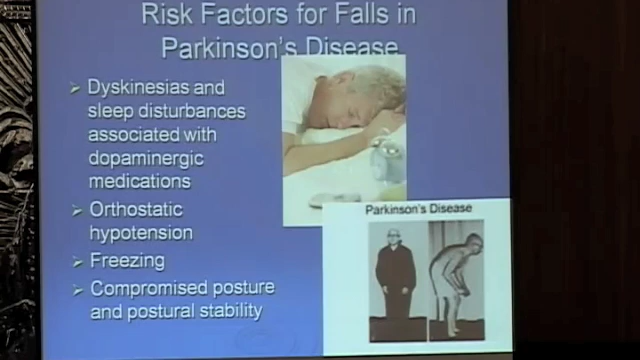 Risk Factors for Falls in
Parkinson's Disease
➢ Dyskinesias and
sleep disturbances
associated with
dopaminergic
medications
➢ Orthostatic
hypotension
➢ Freezing
➢ Compromised posture
and postural stability
Parkinson's Disease